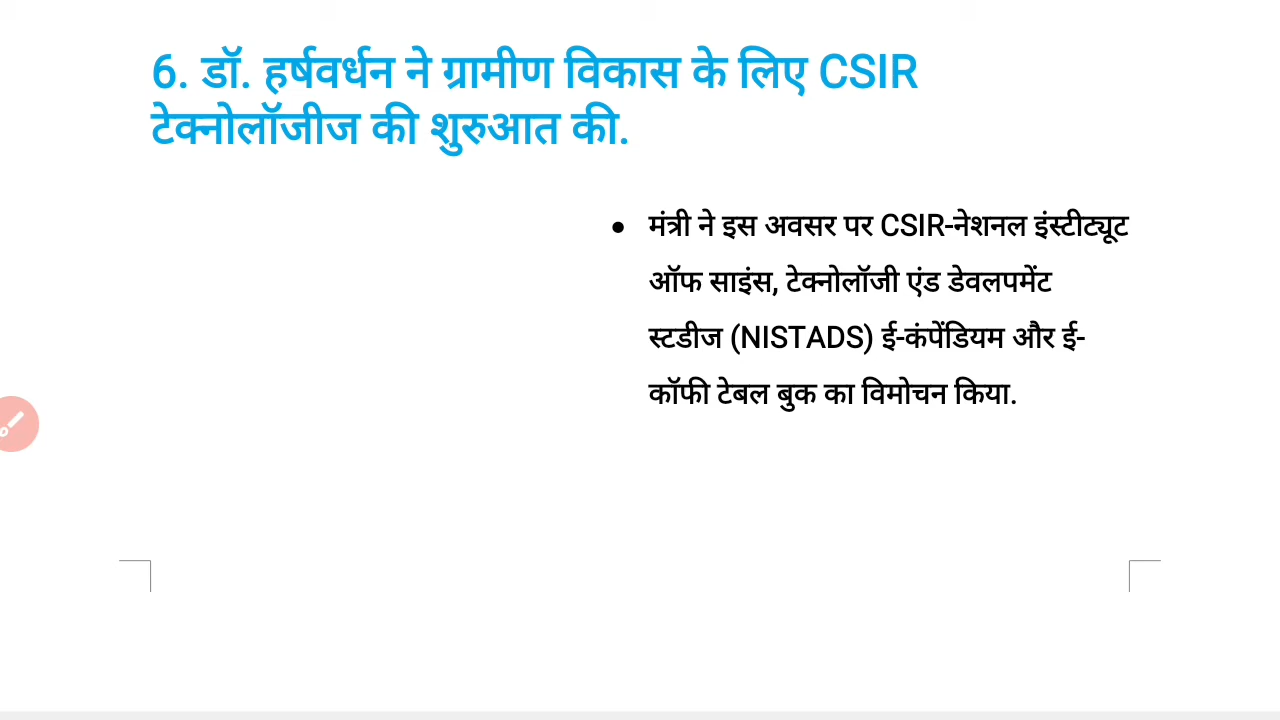 6. डॉ. हर्षवर्धन ने ग्रामीण विकास के लिए CSIR
टेक्नोलॉजीज की शुरुआत की.
• मंत्री ने इस अवसर पर CSIR-नेशनल इंस्टीट्यूट
ऑफ साइंस, टेक्नोलॉजी एंड डेवलपमेंट
स्टडीज (NISTADS) ई-कंपेंडियम और ई-
कॉफी टेबल बुक का विमोचन किया.